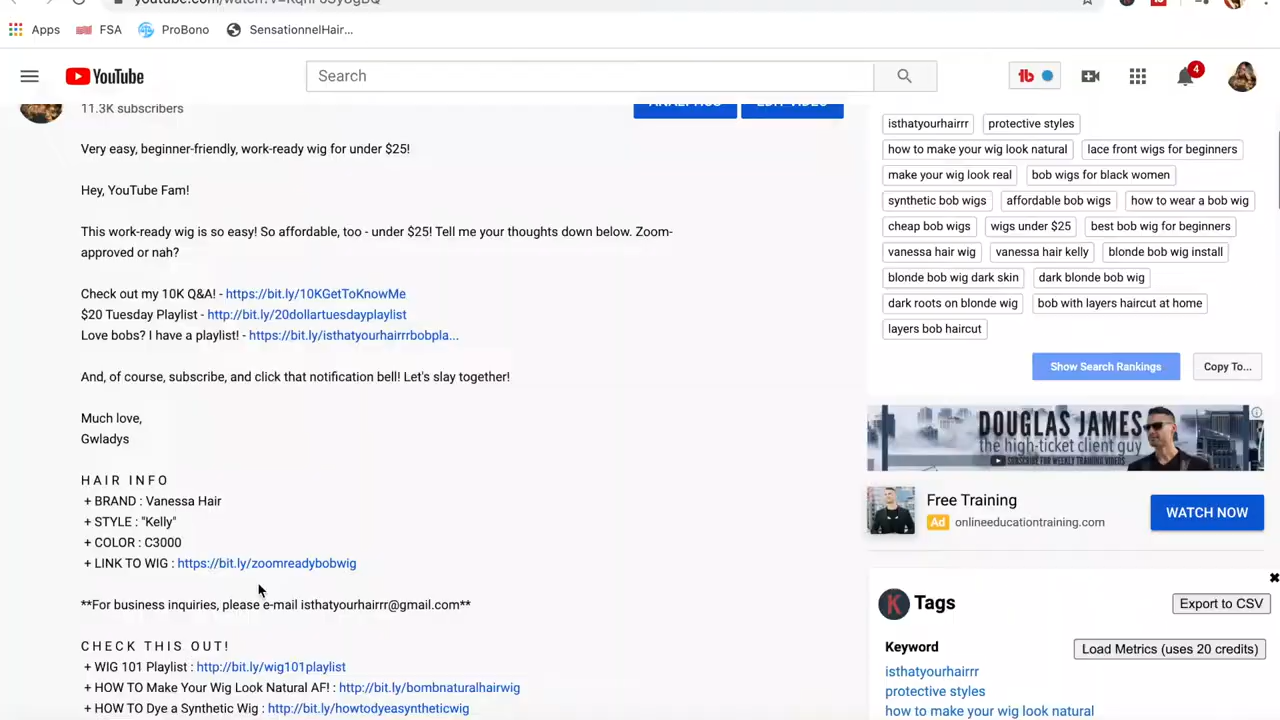 Apps FSA ProBono SensationnelHair...
YouTube
Search
4
11.3K subscribers
Very easy, beginner-friendly, work-ready wig for under $25!
Hey, YouTube Fam!
This work-ready wig is so easy! So affordable, too - under $25! Tell me your thoughts down below. Zoom-
approved or nah?
Check out my 10K Q&A! - https://bit.ly/10KGetToKnowMe
$20 Tuesday Playlist - http://bit.ly/20dollartuesdayplaylist
Love bobs? I have a playlist! - https://bit.ly/isthatyourhairrrbobpla...
And, of course, subscribe, and click that notification bell! Let's slay together!
Much love,
Gwladys
H A I R I N F O
+ BRAND : Vanessa Hair
+ STYLE : "Kelly"
+ COLOR : C3000
+ LINK TO WIG : https://bit.ly/zoomreadybobwig
**For business inquiries, please e-mail isthatyourhairrr@gmail.com**
C H E C K T H I S O U T !
+ WIG 101 Playlist : http://bit.ly/wig101playlist
+ HOW TO Make Your Wig Look Natural AF! : http://bit.ly/bombnaturalhairwig
+ HOW TO Dye a Synthetic Wig : http://bit.ly/howtodyeasyntheticwig
isthatyourhairrr protective styles
how to make your wig look natural lace front wigs for beginners
make your wig look real bob wigs for black women
synthetic bob wigs affordable bob wigs how to wear a bob wig
cheap bob wigs wigs under $25 best bob wig for beginners
vanessa hair wig vanessa hair kelly blonde bob wig install
blonde bob wig dark skin dark blonde bob wig
dark roots on blonde wig bob with layers haircut at home
layers bob haircut
Show Search Rankings Copy To...
DOUGLAS JAMES
the high-ticket client guy
SUBSCRIBE FOR WEEKLY TRAINING VIDEOS
Free Training
Ad onlineeducationtraining.com
WATCH NOW
K Tags
Export to CSV
Keyword
Load Metrics (uses 20 credits)
isthatyourhairrr
protective styles
how to make your wig look natural